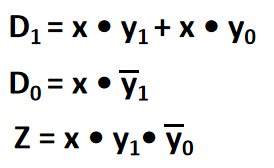 D₁ = x • y₁ + x • y₀
D₀ = x • y̅₁
Z = x • y₁ • y̅₀